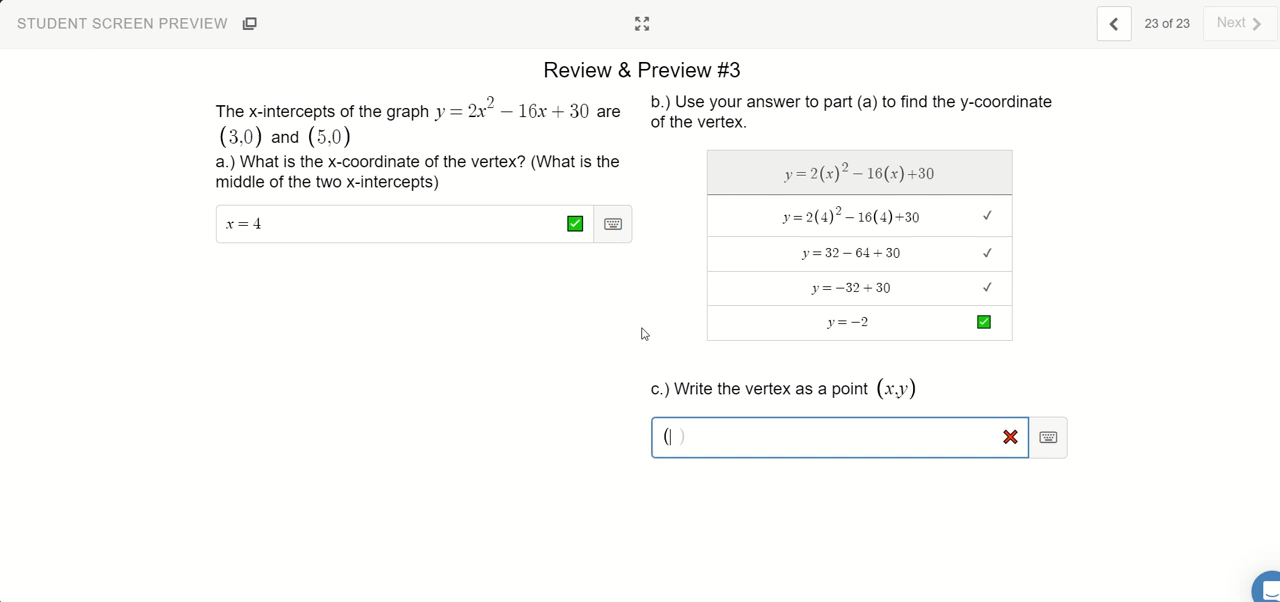 STUDENT SCREEN PREVIEW
23 of 23
Next
Review & Preview #3
The x-intercepts of the graph y = 2x² − 16x + 30 are
(3,0) and (5,0)
a.) What is the x-coordinate of the vertex? (What is the
middle of the two x-intercepts)
x = 4
b.) Use your answer to part (a) to find the y-coordinate
of the vertex.
y = 2(x)² − 16(x)+30
y = 2(4)² − 16(4)+30
y = 32 − 64 + 30
y = −32 + 30
y = −2
c.) Write the vertex as a point (x,y)
( )